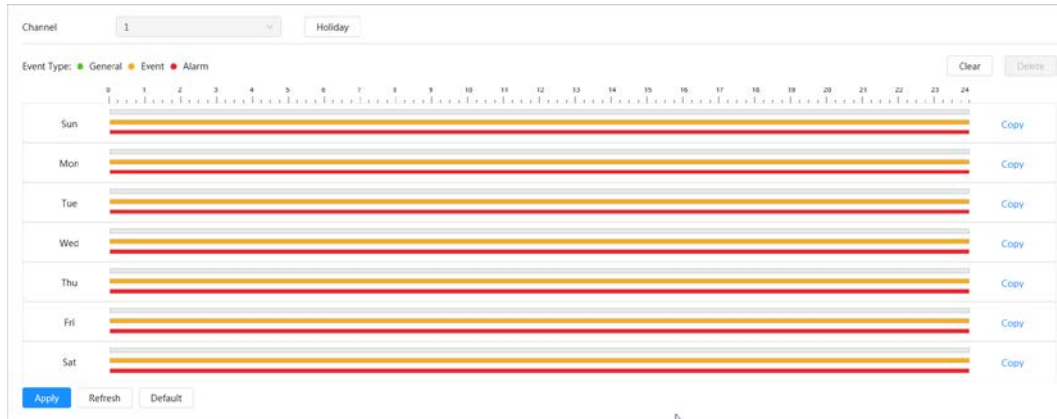 Channel 1 Holiday
Event Type: General Event Alarm Clear Delete
0 1 2 3 4 5 6 7 8 9 10 11 12 13 14 15 16 17 18 19 20 21 22 23 24
Sun Copy
Mon Copy
Tue Copy
Wed Copy
Thu Copy
Fri Copy
Sat Copy
Apply Refresh Default